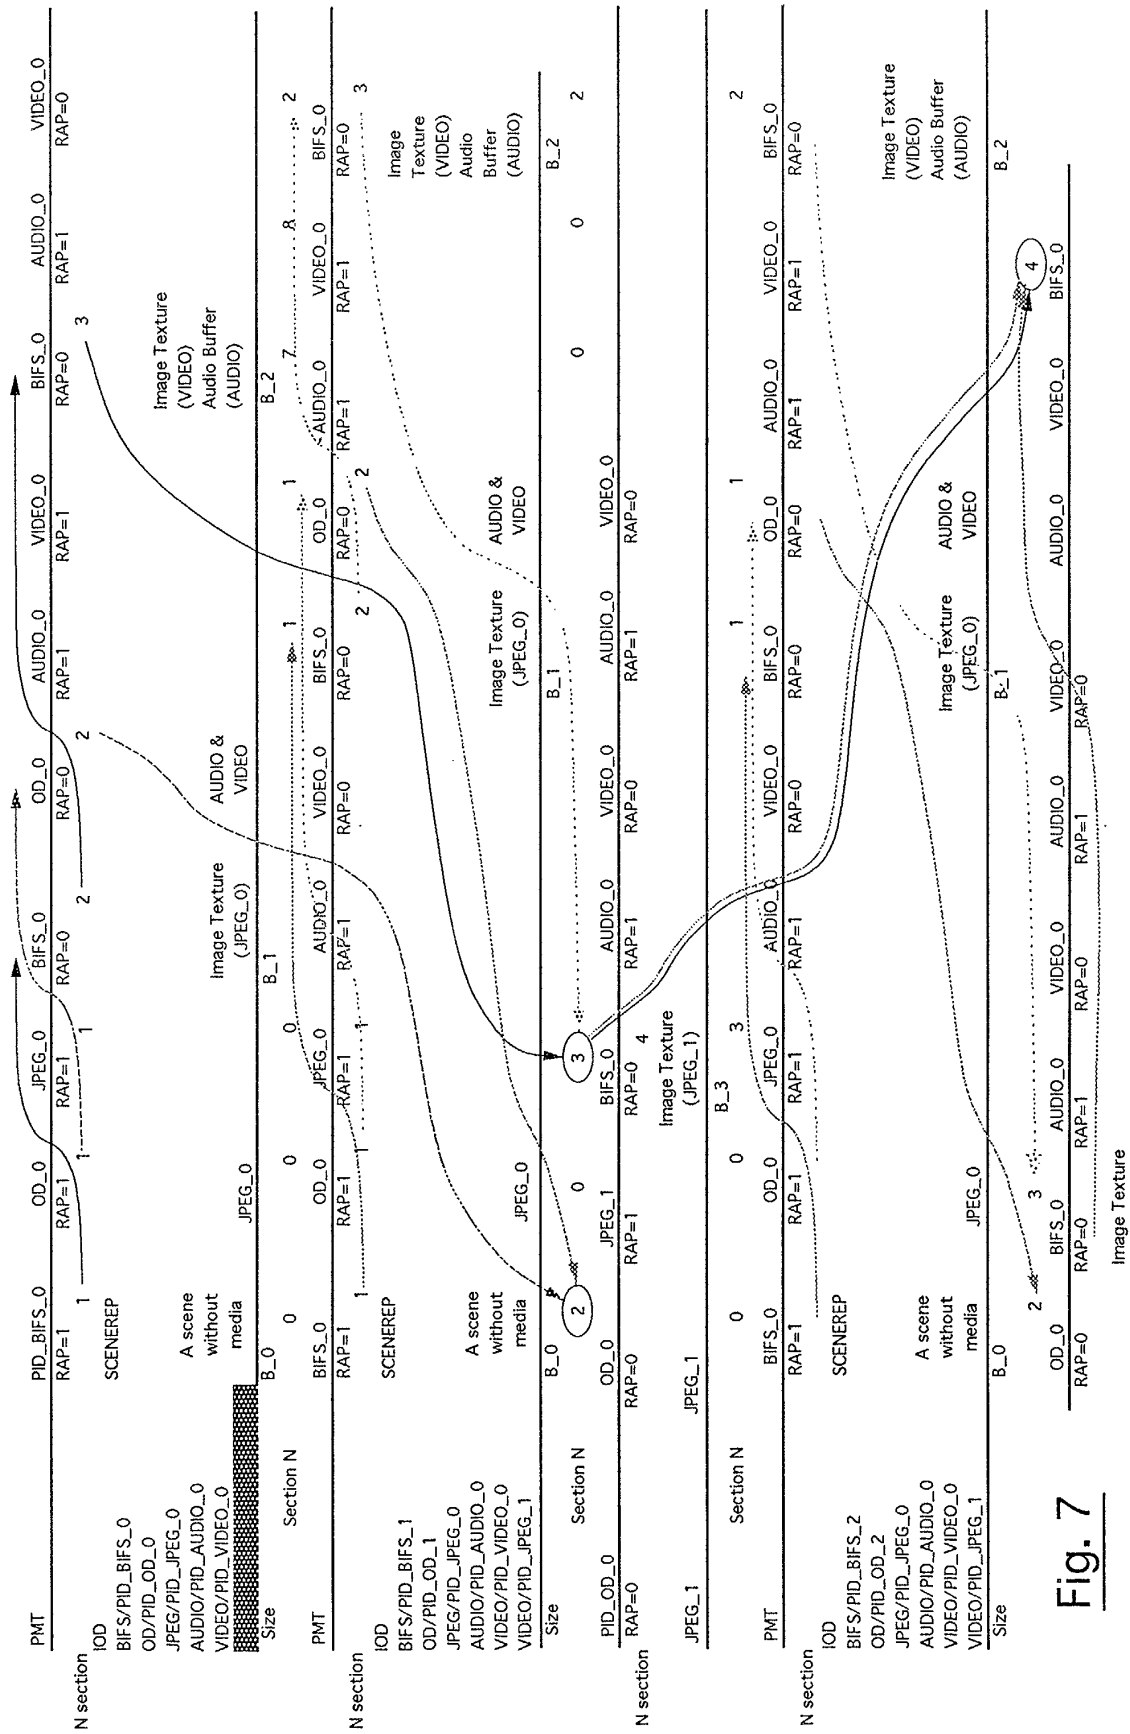 PMT PID_BIFS_0 OD_0 JPEG_0 BIFS_0 OD_0 AUDIO_0 VIDEO_0 BIFS_0 AUDIO_0 VIDEO_0
RAP=1 RAP=1 RAP=1 RAP=0 RAP=0 RAP=1 RAP=1 RAP=0 RAP=1 RAP=0
N section 1 1 1 2 2 3
IOD SCENEREP
BIFS/PID_BIFS_0
OD/PID_OD_0
JPEG/PID_JPEG_0 Image Texture
AUDIO/PID_AUDIO_0 A scene (VIDEO)
VIDEO/PID_VIDEO_0 without Image Texture AUDIO & Audio Buffer
media JPEG_0 (JPEG_0) VIDEO (AUDIO)
Size B_0 B_1 B_2
Section N 0 0 0 1 1 7 8 2
PMT BIFS_0 OD_0 JPEG_0 AUDIO_0 VIDEO_0 BIFS_0 OD_0 AUDIO_0 VIDEO_0 BIFS_0
RAP=1 RAP=1 RAP=1 RAP=1 RAP=0 RAP=0 RAP=0 RAP=1 RAP=1 RAP=0
N section 1 1 1 2 2 3
IOD SCENEREP
BIFS/PID_BIFS_1 Image
OD/PID_OD_1 Texture
JPEG/PID_JPEG_0 (VIDEO)
AUDIO/PID_AUDIO_0 A scene Audio
VIDEO/PID_VIDEO_0 without Image Texture AUDIO & Buffer
VIDEO/PID_JPEG_1 media JPEG_0 (JPEG_0) VIDEO (AUDIO)
Size B_0 B_1 B_2
Section N 2 0 3 0 0 2
PID_OD_0 OD_0 JPEG_1 BIFS_0 AUDIO_0 VIDEO_0 AUDIO_0 VIDEO_0
RAP=0 RAP=0 RAP=1 RAP=0 RAP=1 RAP=0 RAP=1 RAP=0
N section 4
Image Texture
JPEG_1 JPEG_1 (JPEG_1)
B_3
Section N 0 0 3 1 1 2
PMT BIFS_0 OD_0 JPEG_0 AUDIO_0 VIDEO_0 BIFS_0 OD_0 AUDIO_0 VIDEO_0 BIFS_0
RAP=1 RAP=1 RAP=1 RAP=1 RAP=0 RAP=0 RAP=0 RAP=1 RAP=1 RAP=0
N section
IOD SCENEREP
BIFS/PID_BIFS_2
OD/PID_OD_2
JPEG/PID_JPEG_0 Image Texture
AUDIO/PID_AUDIO_0 A scene (VIDEO)
VIDEO/PID_VIDEO_0 without Image Texture AUDIO & Audio Buffer
VIDEO/PID_JPEG_1 media JPEG_0 (JPEG_0) VIDEO (AUDIO)
Size B_0 B_1 B_2
2 3 4
OD_0 BIFS_0 AUDIO_0 VIDEO_0 AUDIO_0 VIDEO_0 AUDIO_0 VIDEO_0 BIFS_0
RAP=0 RAP=0 RAP=1 RAP=0 RAP=1 RAP=0
Image Texture
Fig. 7